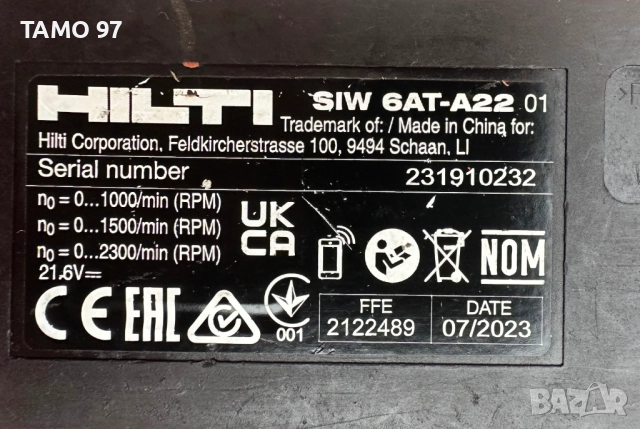 TAMO 97
HILTI
SIW 6AT-A22 01
Trademark of: / Made in China for:
Hilti Corporation, Feldkircherstrasse 100, 9494 Schaan, LI
Serial number 231910232
n0 = 0...1000/min (RPM)
n0 = 0...1500/min (RPM)
n0 = 0...2300/min (RPM)
21.6V
UK
CA
NOM
CE EAC
001
FFE
2122489
DATE
07/2023
BAZAR